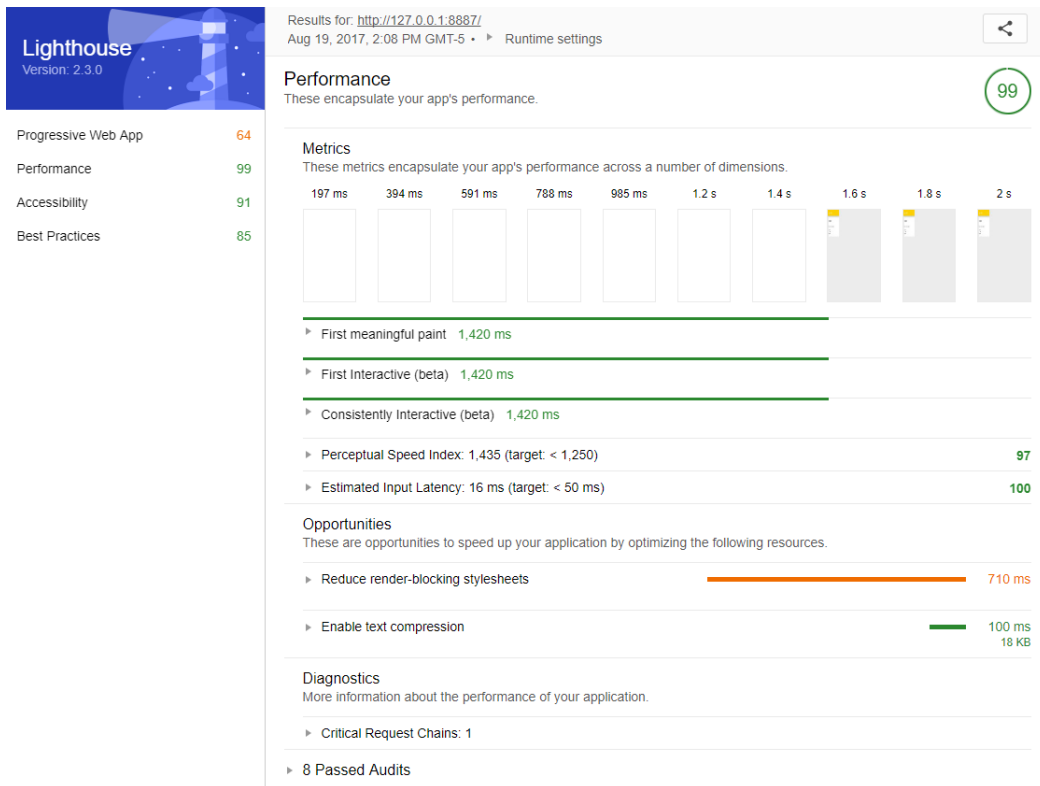 Lighthouse
Version: 2.3.0
Progressive Web App 64
Performance 99
Accessibility 91
Best Practices 85
Results for: http://127.0.0.1:8887/
Aug 19, 2017, 2:08 PM GMT-5 • Runtime settings
Performance
These encapsulate your app's performance.
99
Metrics
These metrics encapsulate your app's performance across a number of dimensions.
197 ms 394 ms 591 ms 788 ms 985 ms 1.2 s 1.4 s 1.6 s 1.8 s 2 s
First meaningful paint 1,420 ms
First Interactive (beta) 1,420 ms
Consistently Interactive (beta) 1,420 ms
Perceptual Speed Index: 1,435 (target: < 1,250) 97
Estimated Input Latency: 16 ms (target: < 50 ms) 100
Opportunities
These are opportunities to speed up your application by optimizing the following resources.
Reduce render-blocking stylesheets 710 ms
Enable text compression 100 ms
18 KB
Diagnostics
More information about the performance of your application.
Critical Request Chains: 1
8 Passed Audits